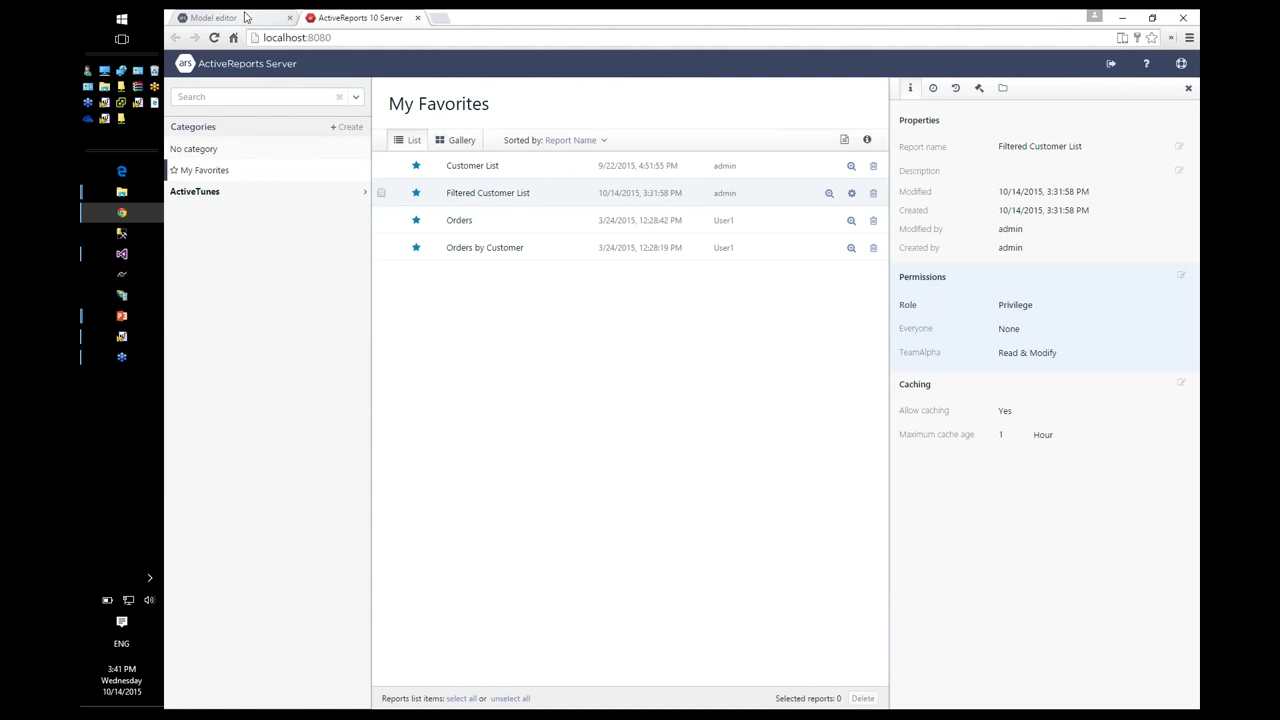 Model editor
ActiveReports 10 Server
localhost:8080
ars ActiveReports Server
Search
Categories
+ Create
No category
My Favorites
ActiveTunes
My Favorites
List
Gallery
Sorted by: Report Name
Customer List 9/22/2015, 4:51:55 PM admin
Filtered Customer List 10/14/2015, 3:31:58 PM admin
Orders 3/24/2015, 12:28:42 PM User1
Orders by Customer 3/24/2015, 12:28:19 PM User1
Reports list items: select all or unselect all
Selected reports: 0 Delete
Properties
Report name Filtered Customer List
Description
Modified 10/14/2015, 3:31:58 PM
Created 10/14/2015, 3:31:58 PM
Modified by admin
Created by admin
Permissions
Role Privilege
Everyone None
TeamAlpha Read & Modify
Caching
Allow caching Yes
Maximum cache age 1 Hour
ENG
3:41 PM
Wednesday
10/14/2015